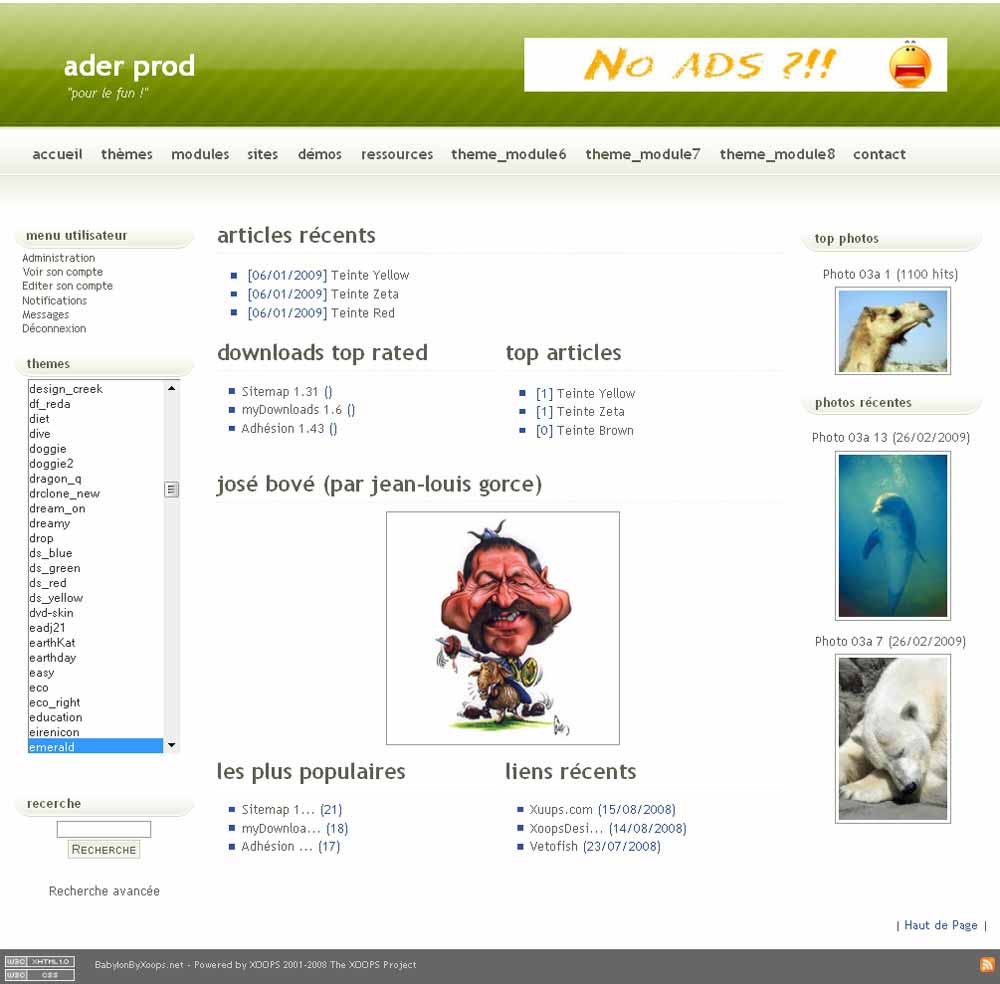 ader prod
"pour le fun !"
No ADS ?!!
accueil thèmes modules sites démos ressources theme_module6 theme_module7 theme_module8 contact
menu utilisateur
Administration
Voir son compte
Editer son compte
Notifications
Messages
Déconnexion
themes
design_creek
df_reda
diet
dive
doggie
doggie2
dragon_q
drclone_new
dream_on
dreamy
drop
ds_blue
ds_green
ds_red
ds_yellow
dvd-skin
eadj21
earthKat
earthday
easy
eco
eco_right
education
eirenicon
emerald
recerche
Recherche
Recherche avancée
articles récents
[06/01/2009] Teinte Yellow
[06/01/2009] Teinte Zeta
[06/01/2009] Teinte Red
downloads top rated
Sitemap 1.31 ()
myDownloads 1.6 ()
Adhésion 1.43 ()
top articles
[1] Teinte Yellow
[1] Teinte Zeta
[0] Teinte Brown
josé bové (par jean-louis gorce)
les plus populaires
Sitemap 1... (21)
myDownloa... (18)
Adhésion ... (17)
liens récents
Xuups.com (15/08/2008)
XoopsDesi... (14/08/2008)
Vetofish (23/07/2008)
top photos
Photo 03a 1 (1100 hits)
photos récentes
Photo 03a 13 (26/02/2009)
Photo 03a 7 (26/02/2009)
| Haut de Page |
W3C XHTML 1.0
W3C CSS
BabylonByXoops.net - Powered by XOOPS 2001-2008 The XOOPS Project